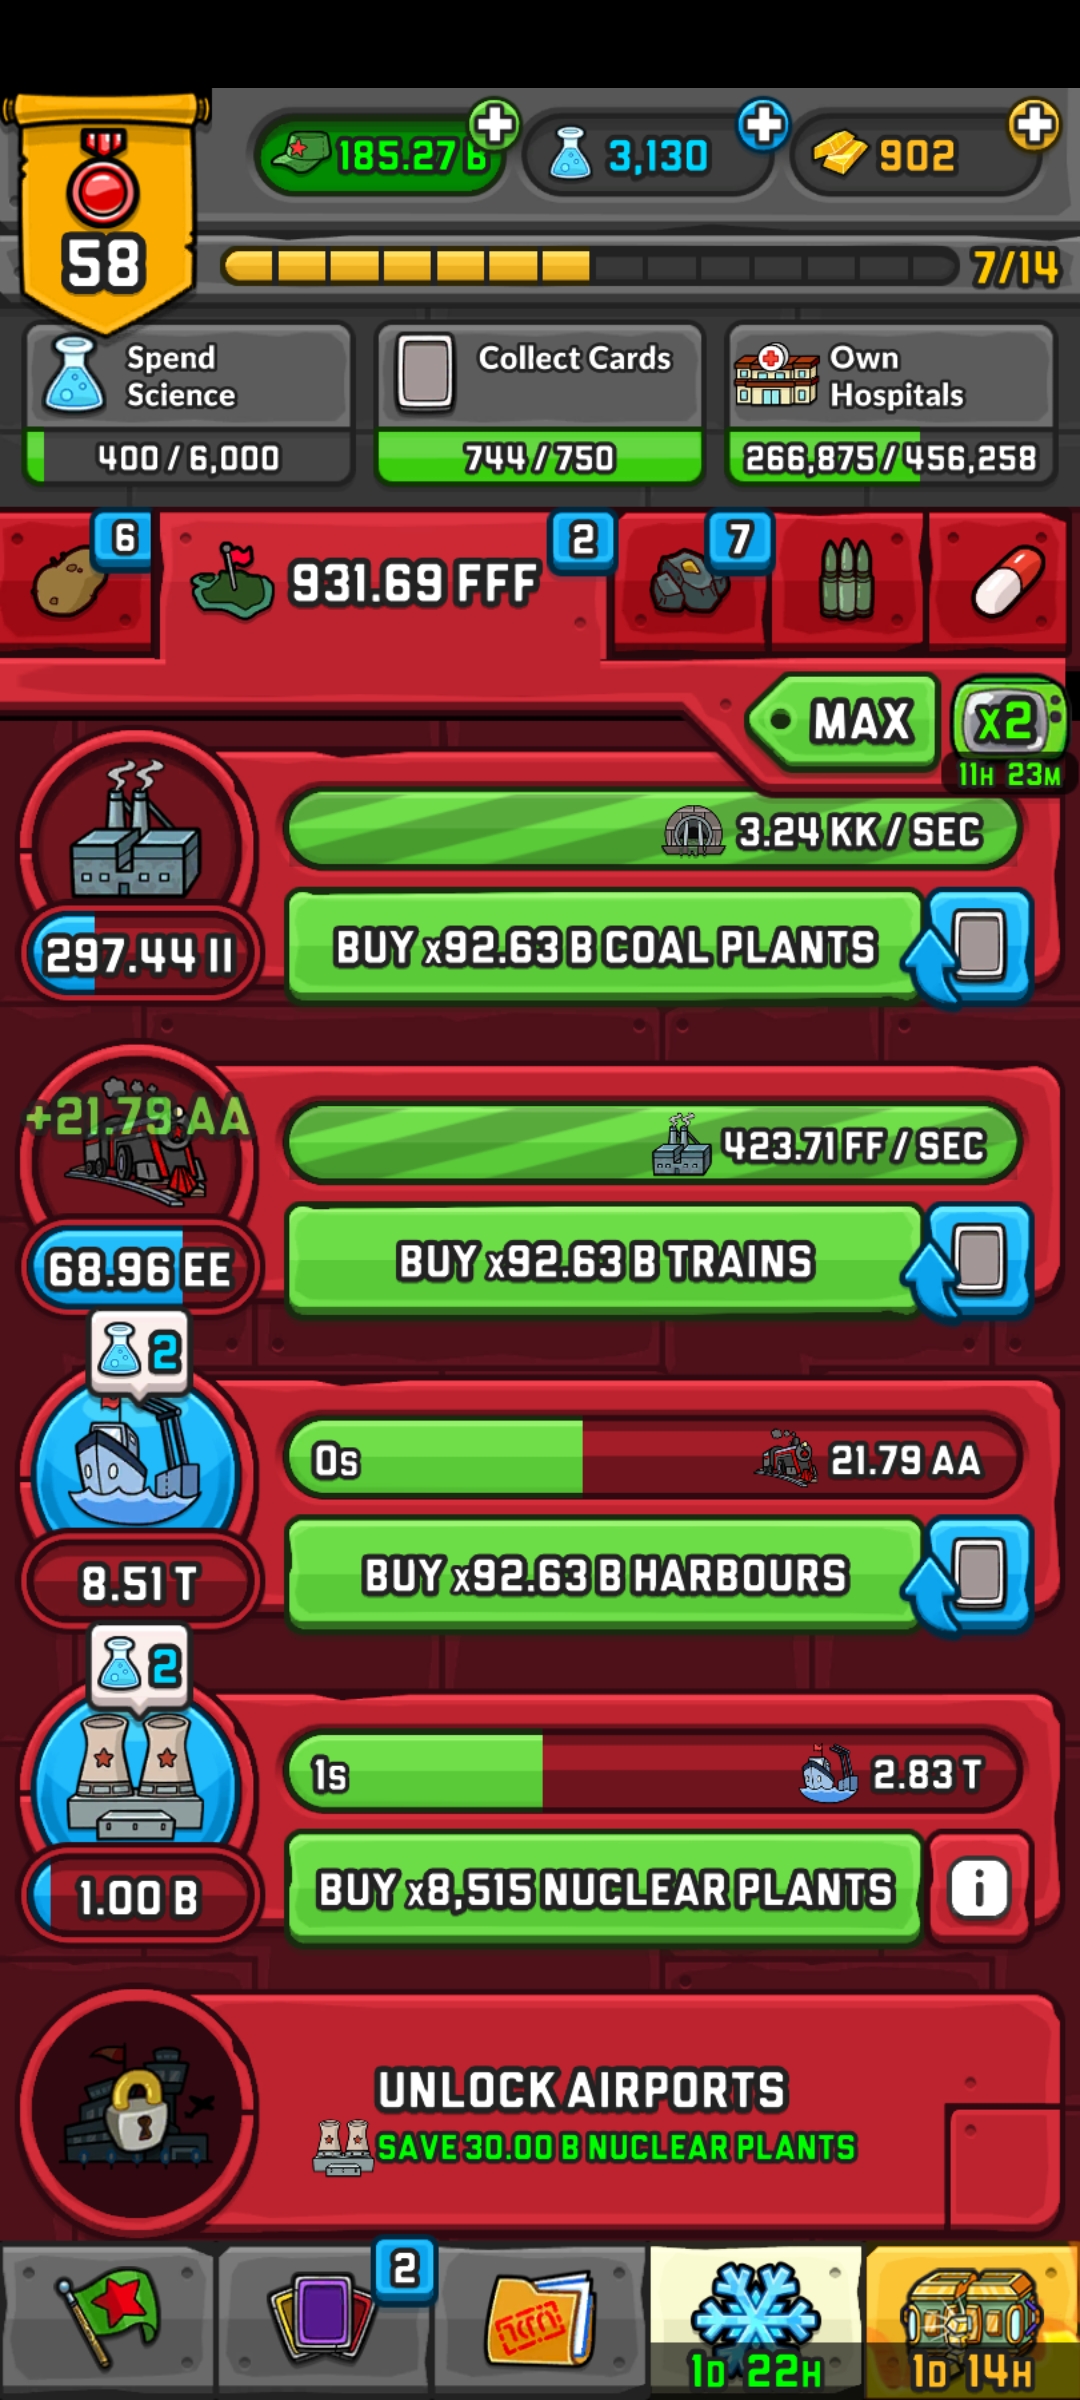 58
185.27 B
3,130
902
7/14
Spend
Science
400 / 6,000
Collect Cards
744 / 750
Own
Hospitals
266,875 / 456,258
6
931.69 FFF
2
7
MAX
x2
11H 23M
3.24 KK / SEC
297.44 II
BUY x92.63 B COAL PLANTS
+21.79 AA
423.71 FF / SEC
68.96 EE
BUY x92.63 B TRAINS
2
0s
21.79 AA
8.51 T
BUY x92.63 B HARBOURS
2
1s
2.83 T
1.00 B
BUY x8,515 NUCLEAR PLANTS
i
UNLOCK AIRPORTS
SAVE 30.00 B NUCLEAR PLANTS
2
1D 22H
1D 14H